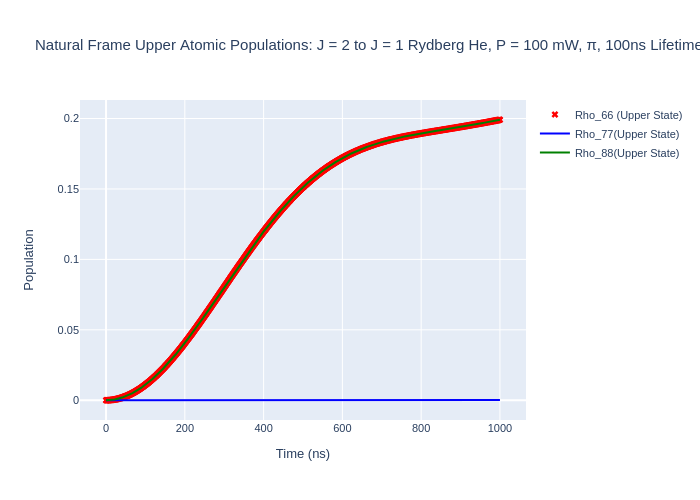 Natural Frame Upper Atomic Populations: J = 2 to J = 1 Rydberg He, P = 100 mW, π, 100ns Lifetime
Rho_66 (Upper State)
Rho_77(Upper State)
Rho_88(Upper State)
Population
0.2
0.15
0.1
0.05
0
0 200 400 600 800 1000
Time (ns)